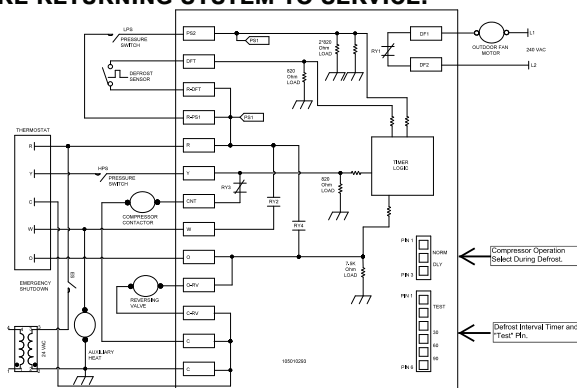 RE RETURNING SYSTEM TO SERVICE.
LPS
PRESSURE
SWITCH
PS2
PS1
DFT
DEFROST
SENSOR
R-DFT
R-PS1
PS1
820
Ohm
LOAD
2*820
Ohm
LOAD
RY1
DF1
DF2
OUTDOOR FAN
MOTOR
L1
240 VAC
L2
THERMOSTAT
R
Y
C
W
O
HPS
PRESSURE
SWITCH
COMPRESSOR
CONTACTOR
R
Y
CNT
W
O
O-RV
C-RV
C
C
RY3
RY2
RY4
820
Ohm
LOAD
TIMER
LOGIC
7.5K
Ohm
LOAD
EMERGENCY
SHUTDOWN
ES
REVERSING
VALVE
24 VAC
AUXILIARY
HEAT
105010293
PIN 1
NORM
DLY
PIN 3
Compressor Operation
Select During Defrost.
PIN 1
TEST
30
60
90
PIN 6
Defrost Interval Timer and
"Test" Pin.